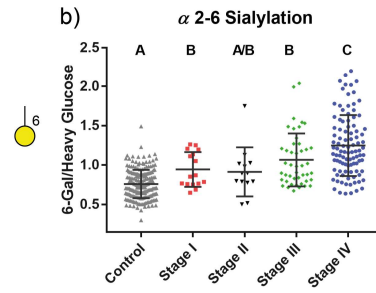 b)
α 2-6 Sialylation
6
6-Gal/Heavy Glucose
2.5
2.0
1.5
1.0
0.5
A B A/B B C
Control Stage I Stage II Stage III Stage IV